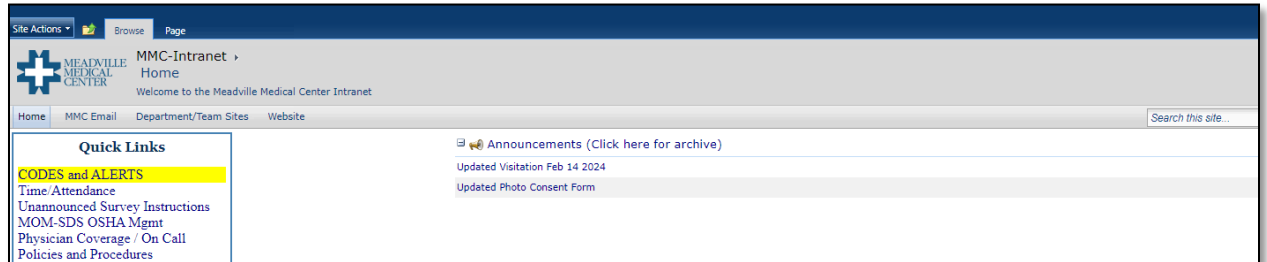 Site Actions
Browse
Page
MEADVILLE
MEDICAL
CENTER
MMC-Intranet
Home
Welcome to the Meadville Medical Center Intranet
Home
MMC Email
Department/Team Sites
Website
Search this site...
Quick Links
CODES and ALERTS
Time/Attendance
Unannounced Survey Instructions
MOM-SDS OSHA Mgmt
Physician Coverage / On Call
Policies and Procedures
Announcements (Click here for archive)
Updated Visitation Feb 14 2024
Updated Photo Consent Form